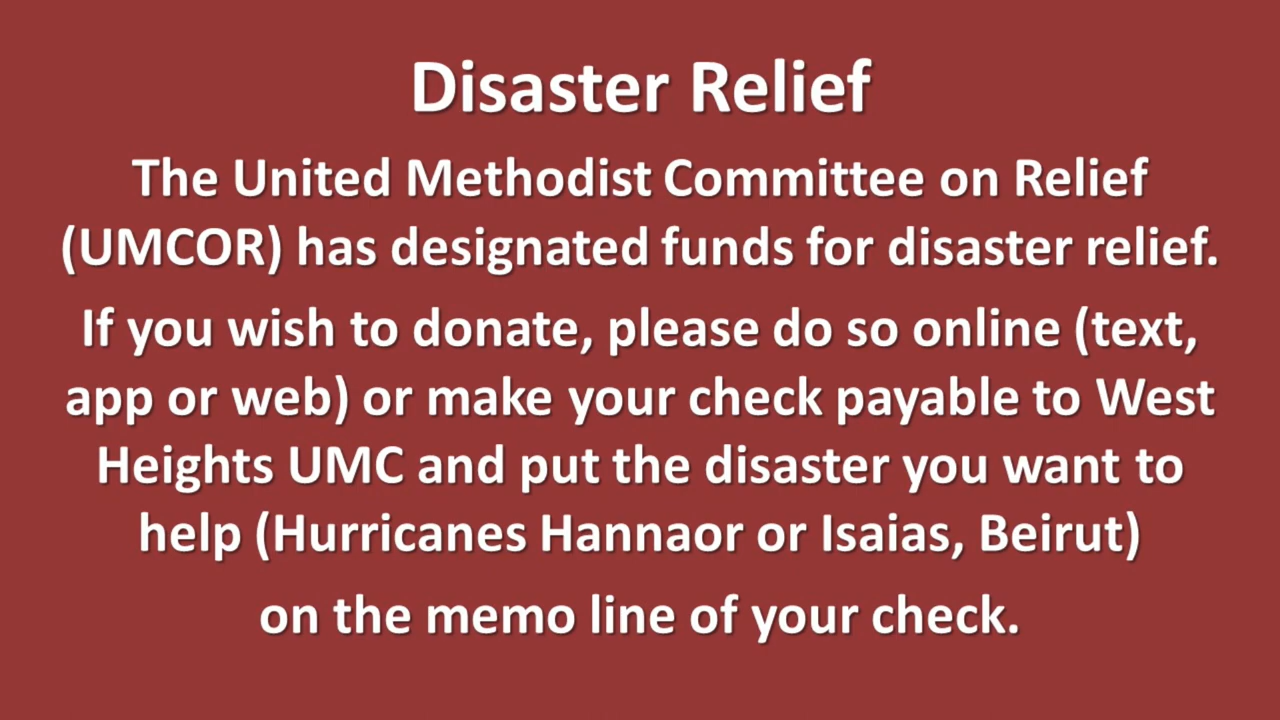 Disaster Relief
The United Methodist Committee on Relief
(UMCOR) has designated funds for disaster relief.
If you wish to donate, please do so online (text,
app or web) or make your check payable to West
Heights UMC and put the disaster you want to
help (Hurricanes Hannaor or Isaias, Beirut)
on the memo line of your check.